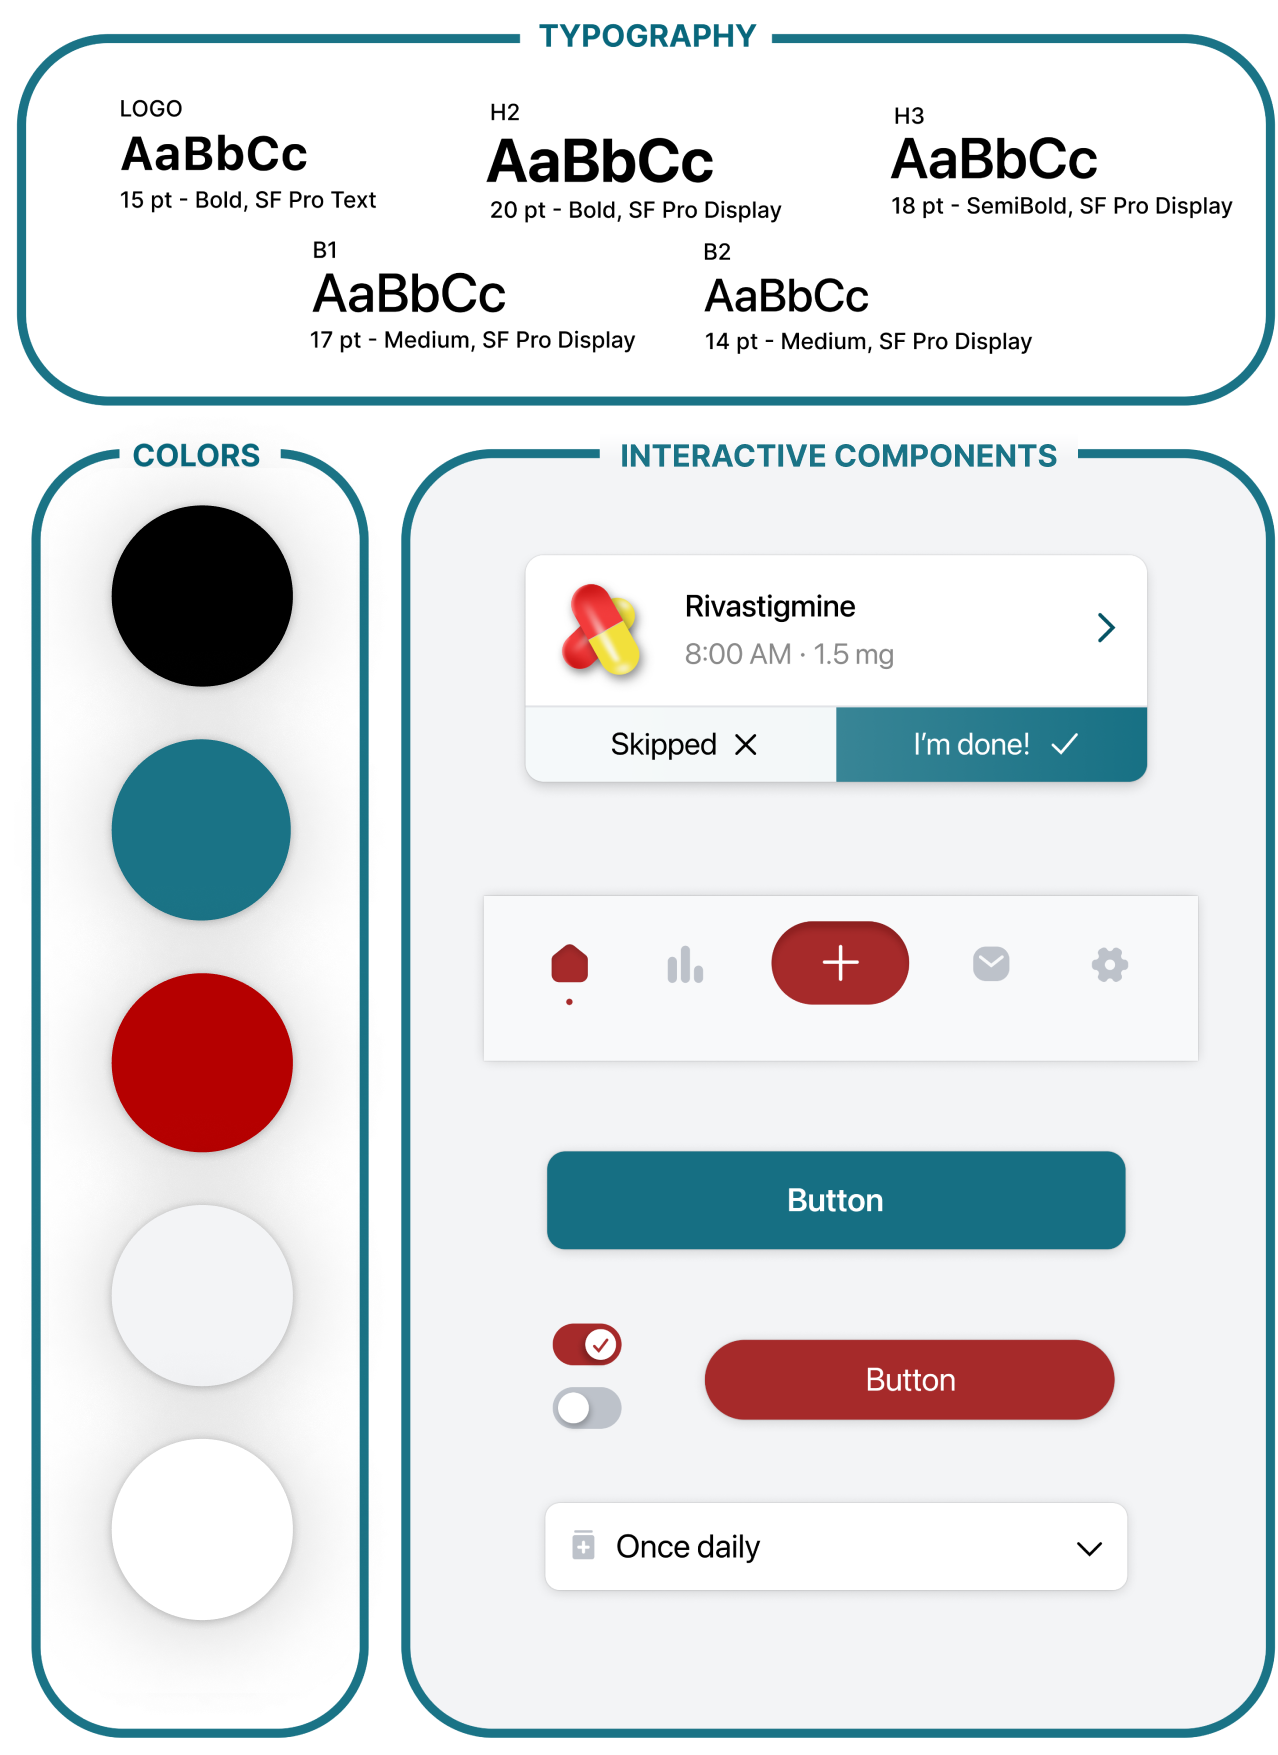 TYPOGRAPHY
LOGO
AaBbCc
15 pt - Bold, SF Pro Text
H2
AaBbCc
20 pt - Bold, SF Pro Display
H3
AaBbCc
18 pt - SemiBold, SF Pro Display
B1
AaBbCc
17 pt - Medium, SF Pro Display
B2
AaBbCc
14 pt - Medium, SF Pro Display
COLORS
INTERACTIVE COMPONENTS
Rivastigmine
8:00 AM · 1.5 mg
Skipped
I’m done!
Button
Button
Once daily